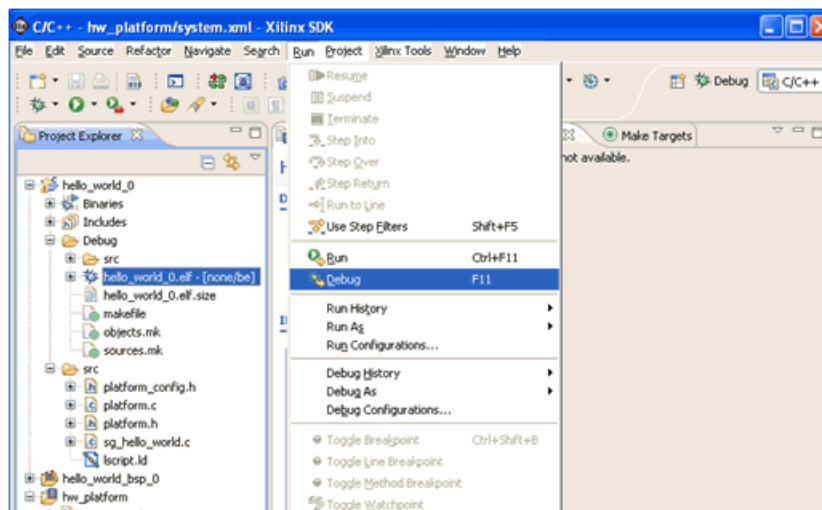 C/C++ - hw_platform/system.xml - Xilinx SDK
File Edit Source Refactor Navigate Search Run Project Xilinx Tools Window Help
Debug C/C++
Project Explorer
hello_world_0
Binaries
Includes
Debug
src
hello_world_0.elf - [none/be]
hello_world_0.elf.size
makefile
objects.mk
sources.mk
src
platform_config.h
platform.c
platform.h
sg_hello_world.c
lscript.ld
hello_world_bsp_0
hw_platform
H
D
Resume
Suspend
Terminate
Step Into
Step Over
Step Return
Run to Line
Use Step Filters Shift+F5
Run Ctrl+F11
Debug F11
Run History
Run As
Run Configurations...
Debug History
Debug As
Debug Configurations...
Toggle Breakpoint Ctrl+Shift+B
Toggle Line Breakpoint
Toggle Method Breakpoint
Toggle Watchpoint
Make Targets
not available.